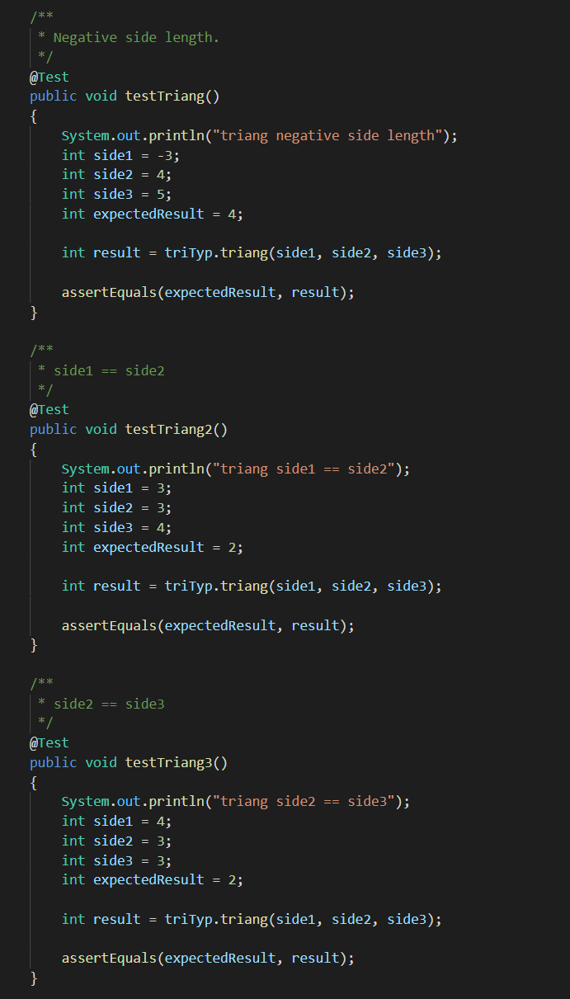 /**
 * Negative side length.
 */
@Test
public void testTriang()
{
    System.out.println("triang negative side length");
    int side1 = -3;
    int side2 = 4;
    int side3 = 5;
    int expectedResult = 4;

    int result = triTyp.triang(side1, side2, side3);

    assertEquals(expectedResult, result);
}

/**
 * side1 == side2
 */
@Test
public void testTriang2()
{
    System.out.println("triang side1 == side2");
    int side1 = 3;
    int side2 = 3;
    int side3 = 4;
    int expectedResult = 2;

    int result = triTyp.triang(side1, side2, side3);

    assertEquals(expectedResult, result);
}

/**
 * side2 == side3
 */
@Test
public void testTriang3()
{
    System.out.println("triang side2 == side3");
    int side1 = 4;
    int side2 = 3;
    int side3 = 3;
    int expectedResult = 2;

    int result = triTyp.triang(side1, side2, side3);

    assertEquals(expectedResult, result);
}